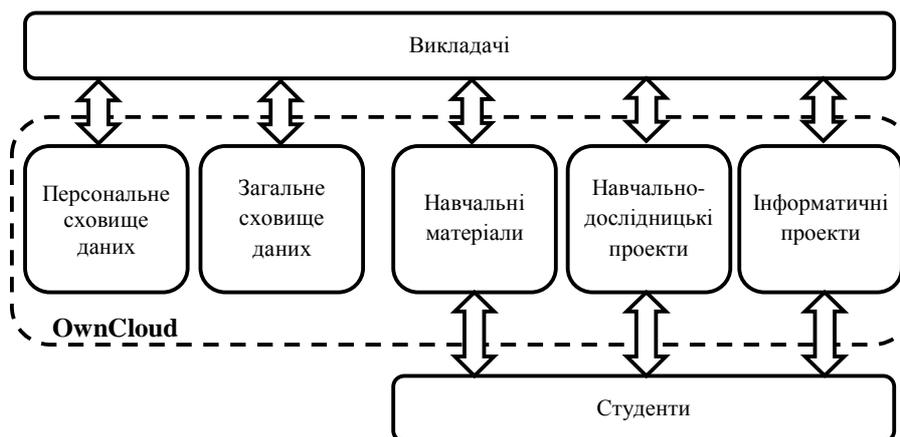 Викладачі
Персональне
сховище
даних
Загальне
сховище
даних
Навчальні
матеріали
Навчально-
дослідницькі
проекти
Інформатичні
проекти
OwnCloud
Студенти